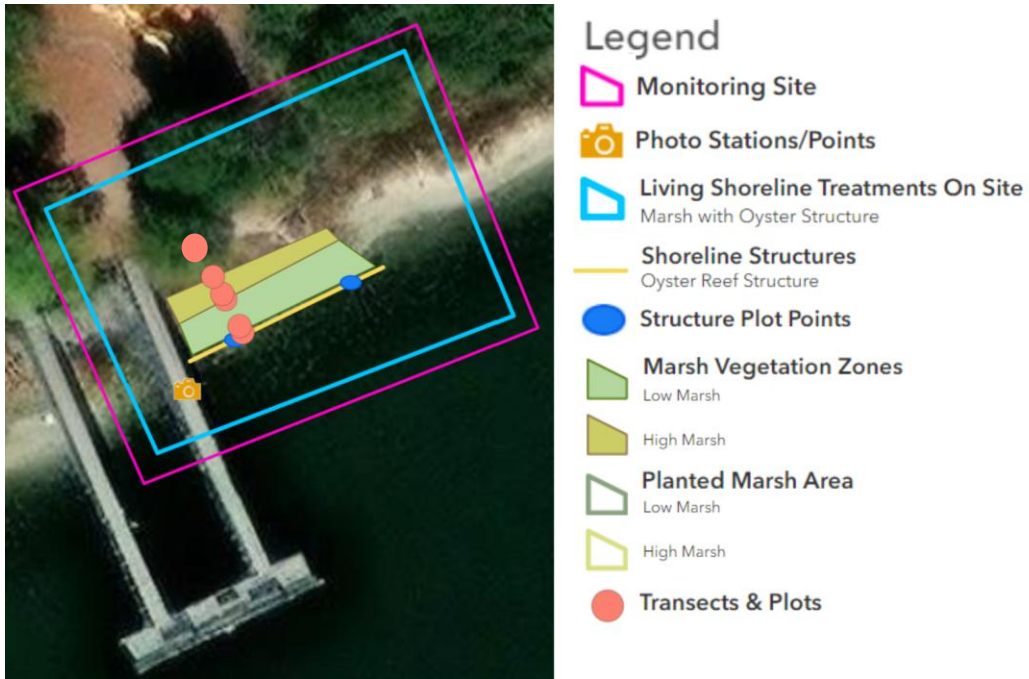 Legend
Monitoring Site
Photo Stations/Points
Living Shoreline Treatments On Site
Marsh with Oyster Structure
Shoreline Structures
Oyster Reef Structure
Structure Plot Points
Marsh Vegetation Zones
Low Marsh
High Marsh
Planted Marsh Area
Low Marsh
High Marsh
Transects & Plots